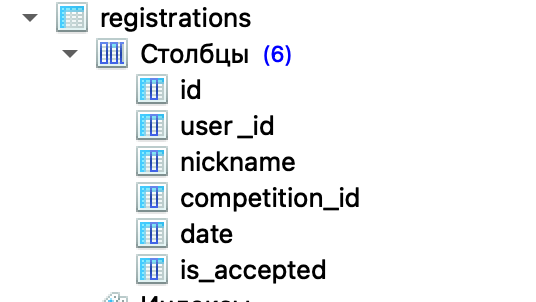 registrations
Столбцы (6)
id
user_id
nickname
competition_id
date
is_accepted